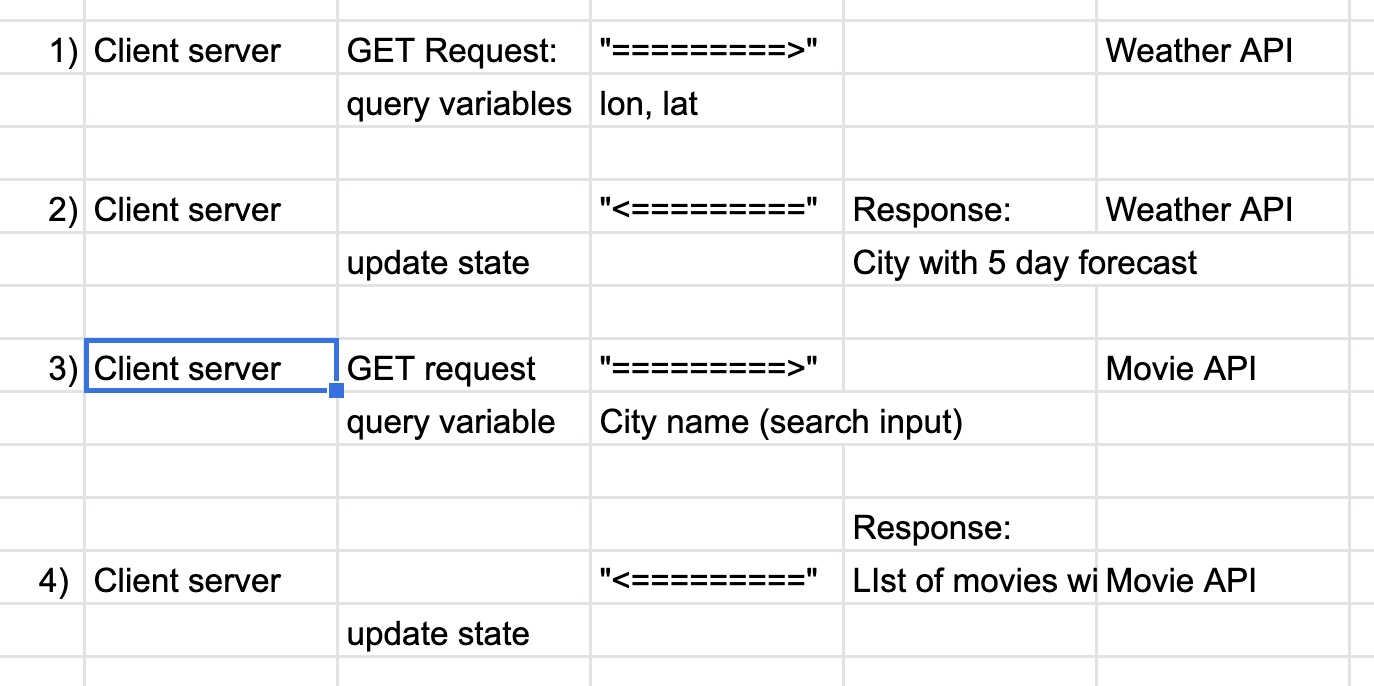 1) Client server GET Request: "=========>" Weather API
query variables lon, lat
2) Client server "<=========" Response: Weather API
update state City with 5 day forecast
3) Client server GET request "=========>" Movie API
query variable City name (search input)
Response:
4) Client server "<=========" LIst of movies wi Movie API
update state